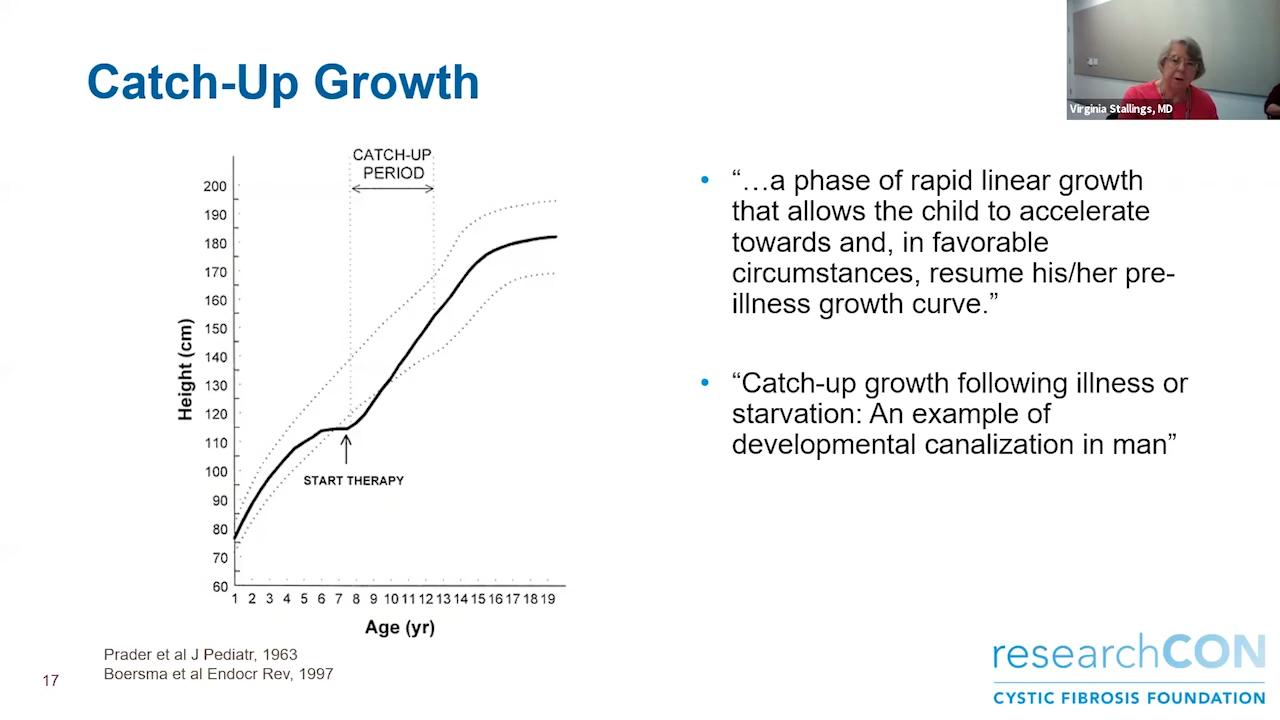 Catch-Up Growth
Virginia Stallings, MD
CATCH-UP
PERIOD
200
190
180
170
160
150
140
130
120
110
100
90
80
70
60
Height (cm)
START THERAPY
1 2 3 4 5 6 7 8 9 10 11 12 13 14 15 16 17 18 19
Age (yr)
• “…a phase of rapid linear growth
that allows the child to accelerate
towards and, in favorable
circumstances, resume his/her pre-
illness growth curve.”
• “Catch-up growth following illness or
starvation: An example of
developmental canalization in man”
Prader et al J Pediatr, 1963
Boersma et al Endocr Rev, 1997
17
researchCON
CYSTIC FIBROSIS FOUNDATION